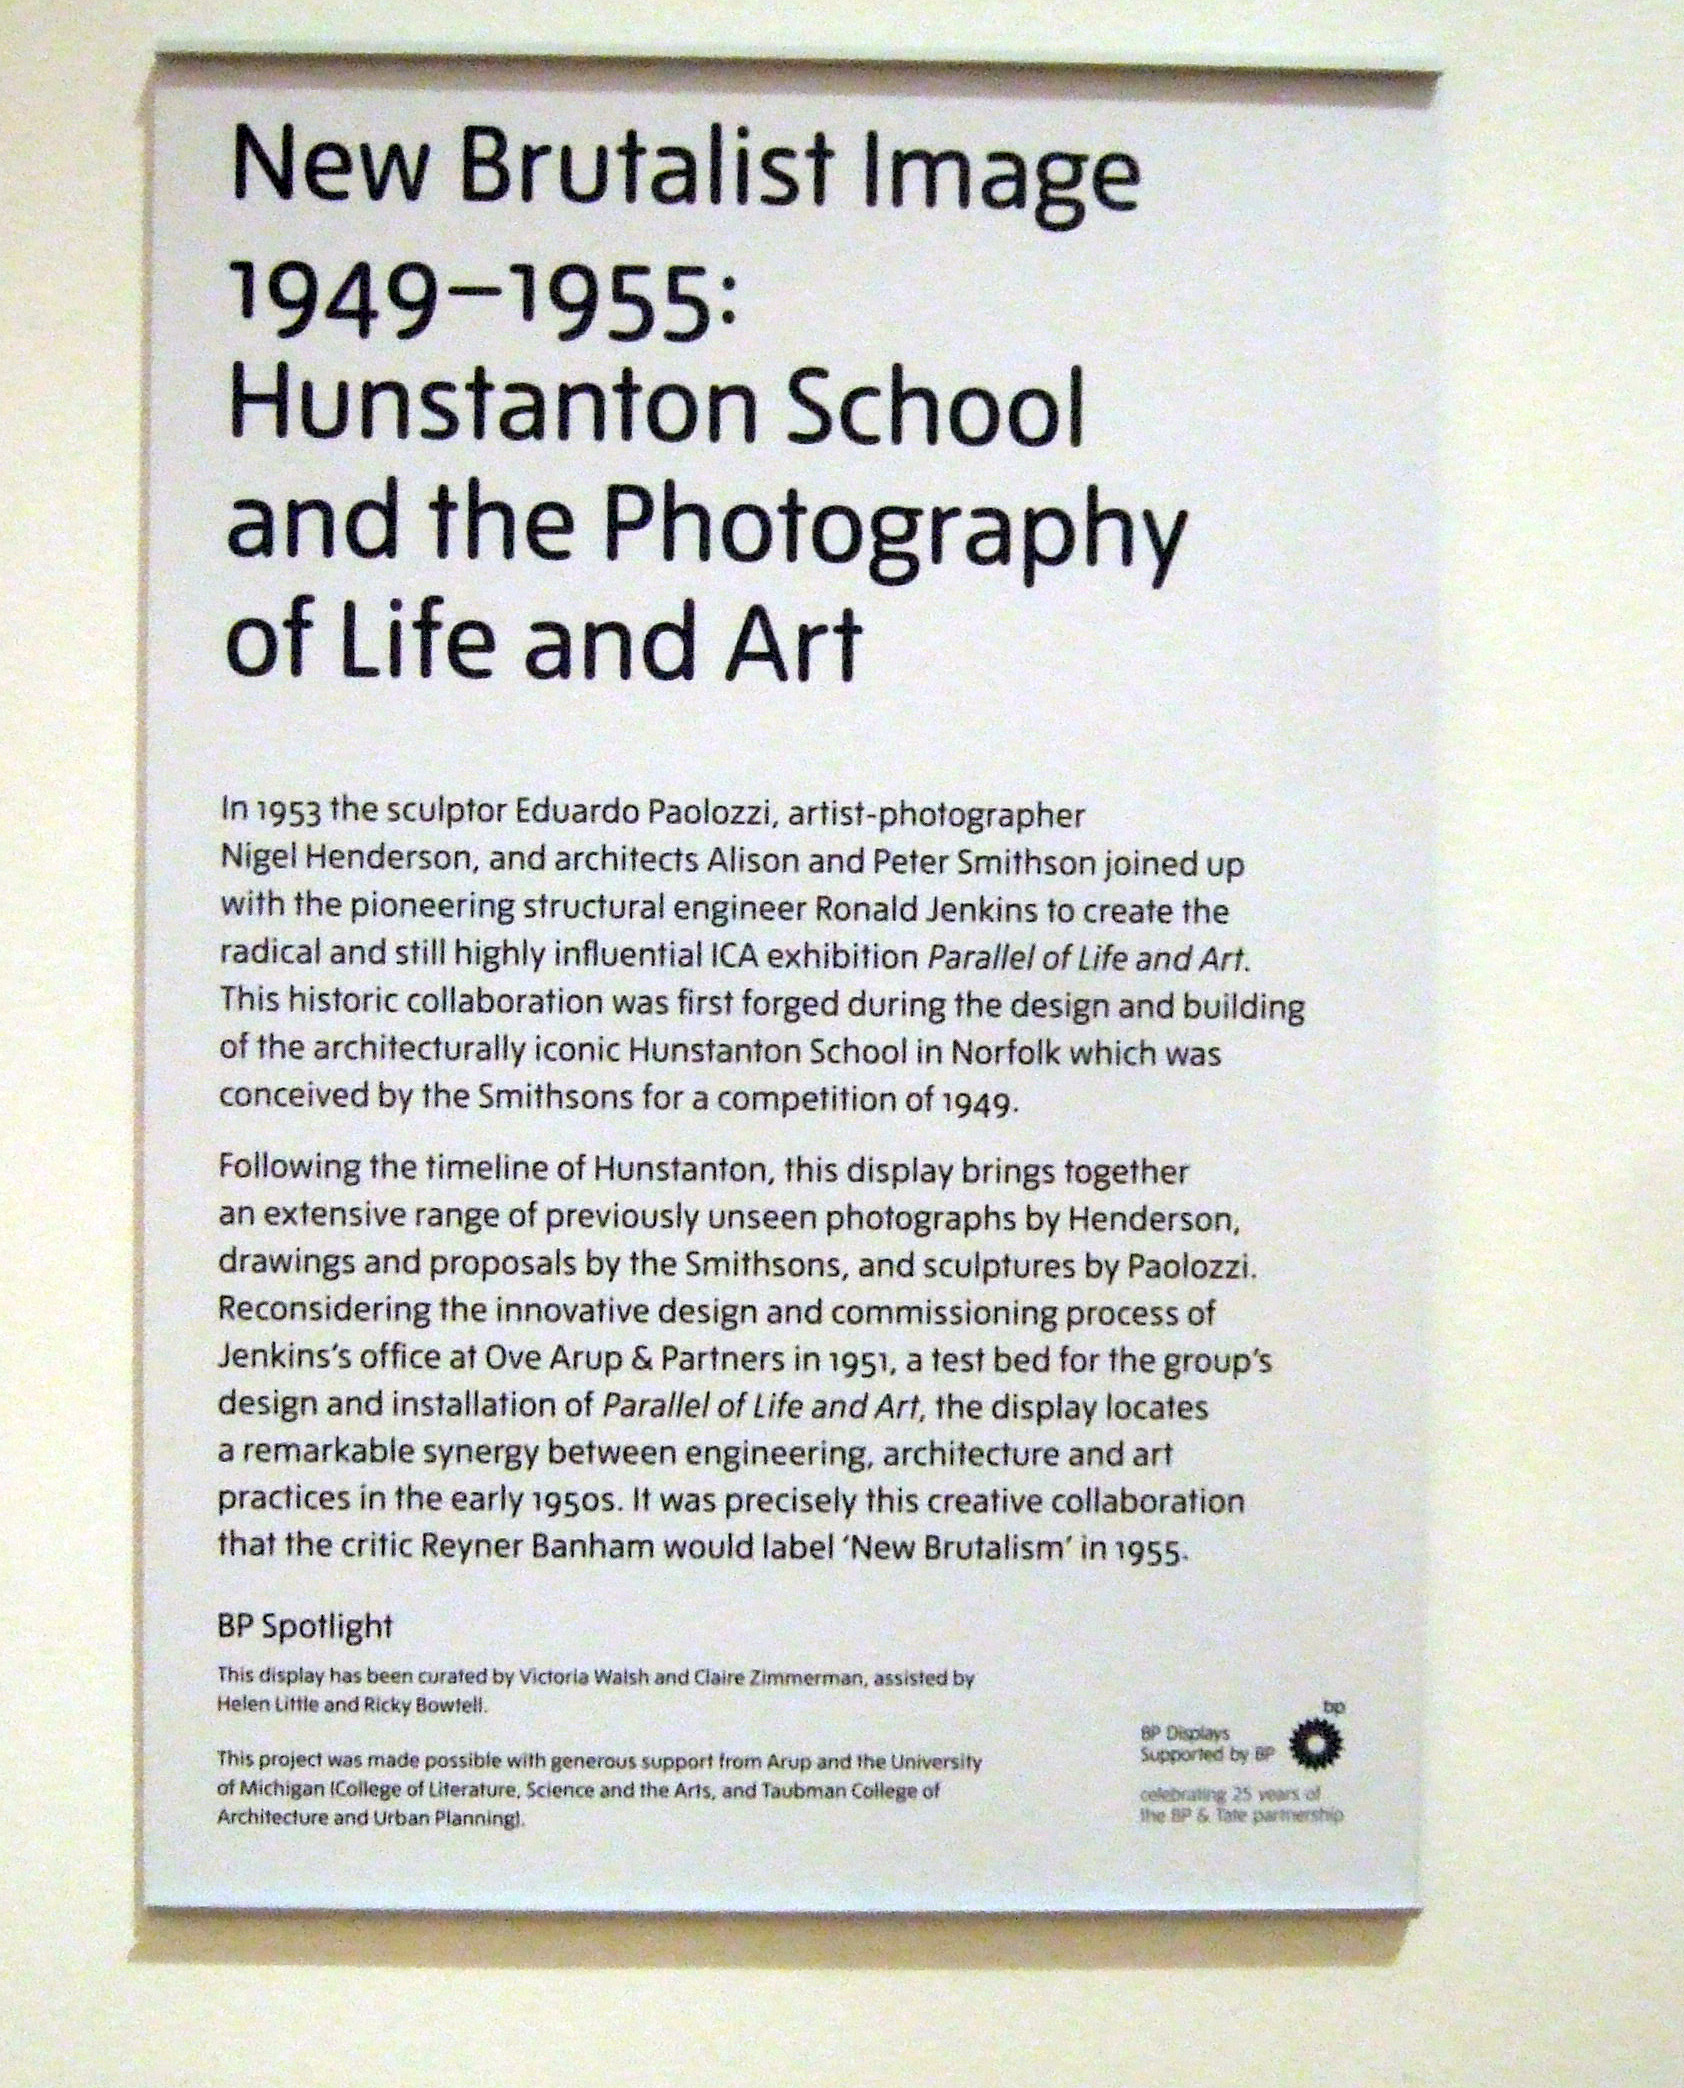 New Brutalist Image
1949–1955:
Hunstanton School
and the Photography
of Life and Art
In 1953 the sculptor Eduardo Paolozzi, artist-photographer
Nigel Henderson, and architects Alison and Peter Smithson joined up
with the pioneering structural engineer Ronald Jenkins to create the
radical and still highly influential ICA exhibition Parallel of Life and Art.
This historic collaboration was first forged during the design and building
of the architecturally iconic Hunstanton School in Norfolk which was
conceived by the Smithsons for a competition of 1949.
Following the timeline of Hunstanton, this display brings together
an extensive range of previously unseen photographs by Henderson,
drawings and proposals by the Smithsons, and sculptures by Paolozzi.
Reconsidering the innovative design and commissioning process of
Jenkins's office at Ove Arup & Partners in 1951, a test bed for the group's
design and installation of Parallel of Life and Art, the display locates
a remarkable synergy between engineering, architecture and art
practices in the early 1950s. It was precisely this creative collaboration
that the critic Reyner Banham would label ‘New Brutalism’ in 1955.
BP Spotlight
This display has been curated by Victoria Walsh and Claire Zimmerman, assisted by
Helen Little and Ricky Bowtell.
This project was made possible with generous support from Arup and the University
of Michigan (College of Literature, Science and the Arts, and Taubman College of
Architecture and Urban Planning).
bp
BP Displays
Supported by BP
celebrating 25 years of
the BP & Tate partnership